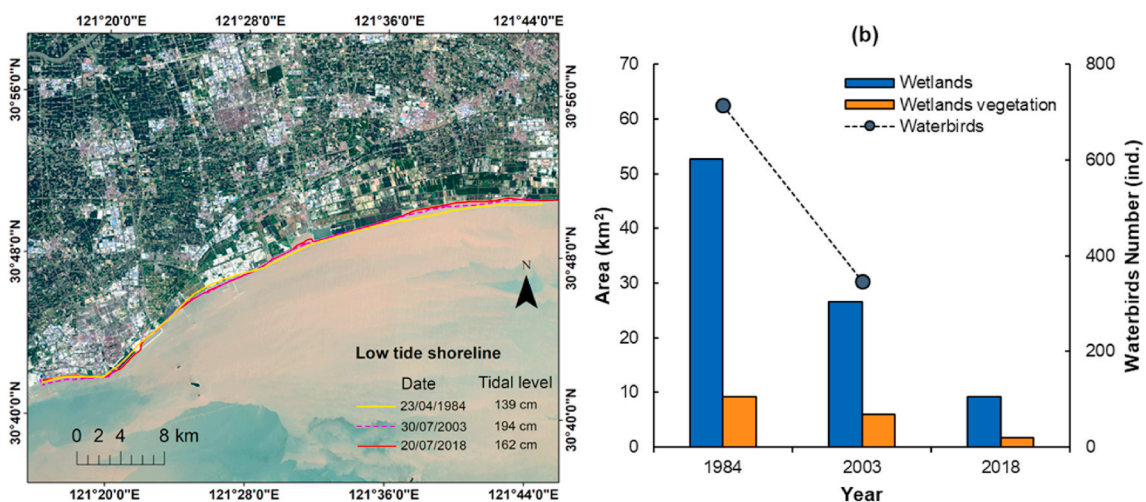 121°20'0"E 121°28'0"E 121°36'0"E 121°44'0"E
30°56'0"N
30°48'0"N
30°40'0"N
30°56'0"N
30°48'0"N
30°40'0"N
N
Low tide shoreline
Date Tidal level
23/04/1984 139 cm
30/07/2003 194 cm
20/07/2018 162 cm
0 2 4 8 km
121°20'0"E 121°28'0"E 121°36'0"E 121°44'0"E
(b)
Wetlands
Wetlands vegetation
Waterbirds
Area (km²)
70
60
50
40
30
20
10
0
800
600
400
200
0
Waterbirds Number (ind.)
1984 2003 2018
Year